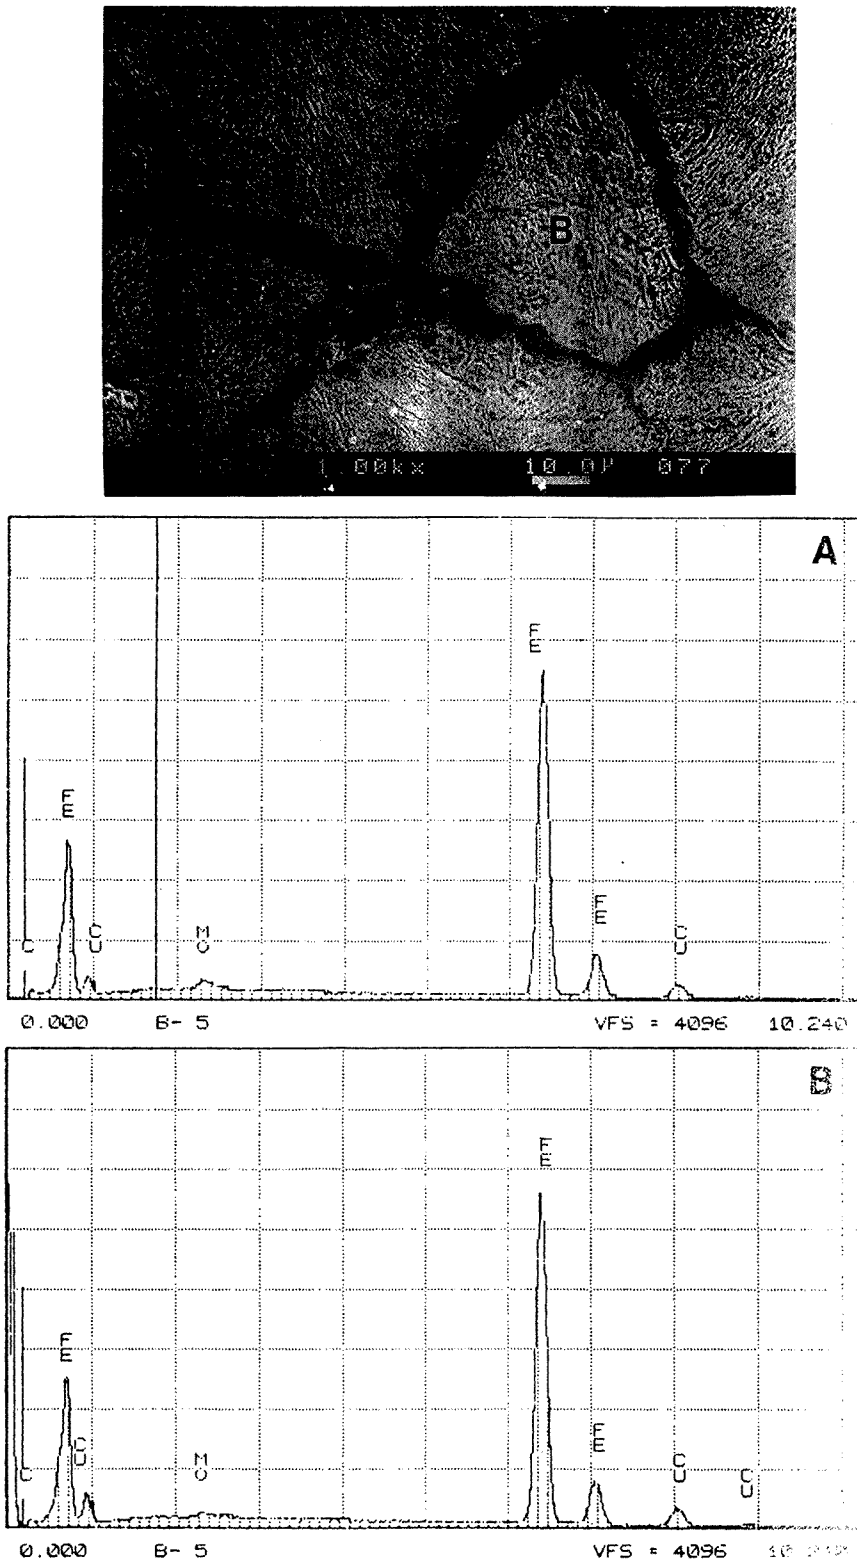 B
1.00kx 10.0µ 077
A
FE
FE
CU
MO
FE
CU
C
0.000 B- 5 VFS = 4096 10.240
B
FE
FE
CU
MO
FE
CU
CU
C
0.000 B- 5 VFS = 4096